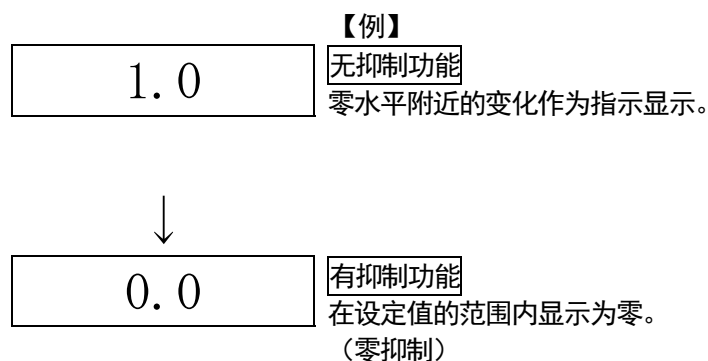 【例】
1.0
无抑制功能
零水平附近的变化作为指示显示。
↓
0.0
有抑制功能
在设定值的范围内显示为零。
（零抑制）